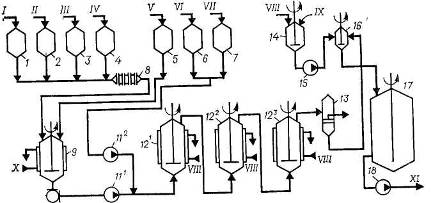 I II III IV V VI VII VIII IX
1 2 3 4 5 6 7 8 14 15 16
13 17
9 X 11² 12¹ 12² 12³
VIII VIII VIII
11¹ 18 XI